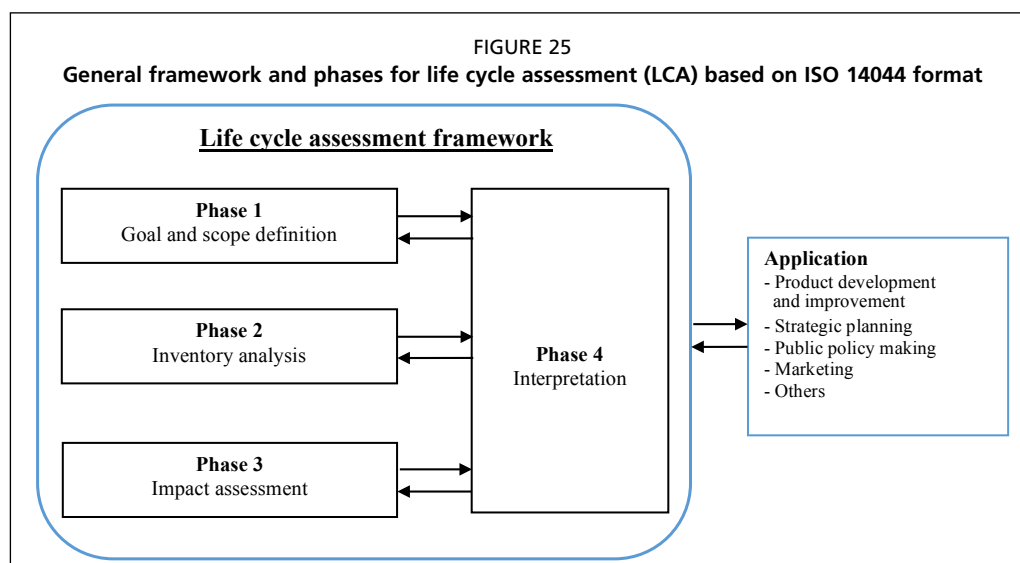 FIGURE 25
General framework and phases for life cycle assessment (LCA) based on ISO 14044 format
Life cycle assessment framework
Phase 1
Goal and scope definition
Phase 2
Inventory analysis
Phase 3
Impact assessment
Phase 4
Interpretation
Application
- Product development
and improvement
- Strategic planning
- Public policy making
- Marketing
- Others